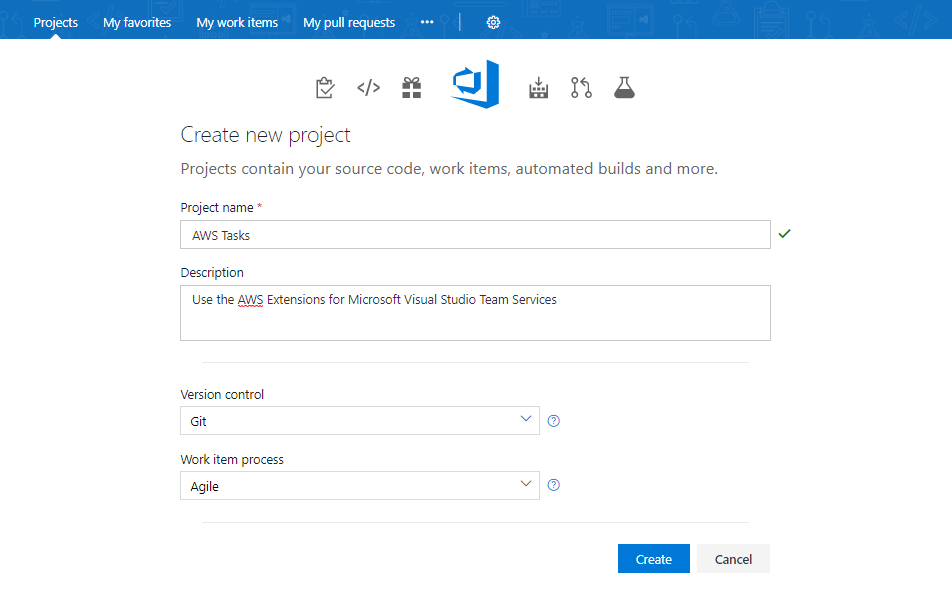 Projects My favorites My work items My pull requests ···
Create new project
Projects contain your source code, work items, automated builds and more.
Project name *
AWS Tasks
Description
Use the AWS Extensions for Microsoft Visual Studio Team Services
Version control
Git
Work item process
Agile
Create Cancel